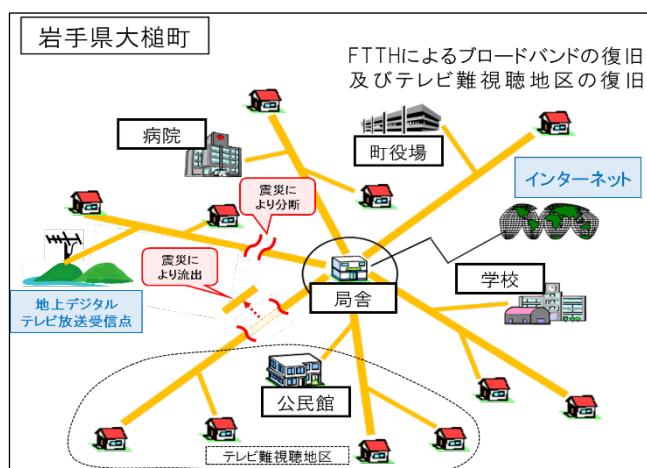 岩手県大槌町
FTTHによるブロードバンドの復旧
及びテレビ難視聴地区の復旧
病院
町役場
インターネット
震災に
より分断
震災に
より流出
学校
局舎
地上デジタル
テレビ放送受信点
公民館
テレビ難視聴地区